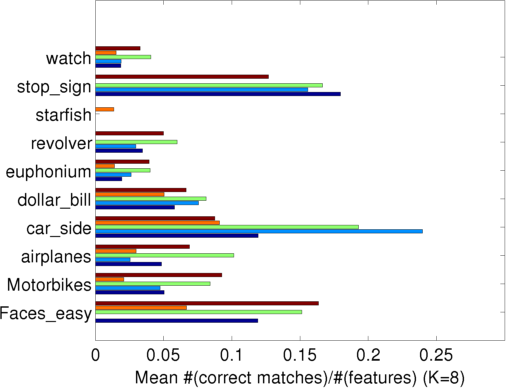 watch
stop_sign
starfish
revolver
euphonium
dollar_bill
car_side
airplanes
Motorbikes
Faces_easy
0 0.05 0.1 0.15 0.2 0.25
Mean #(correct matches)/#(features) (K=8)